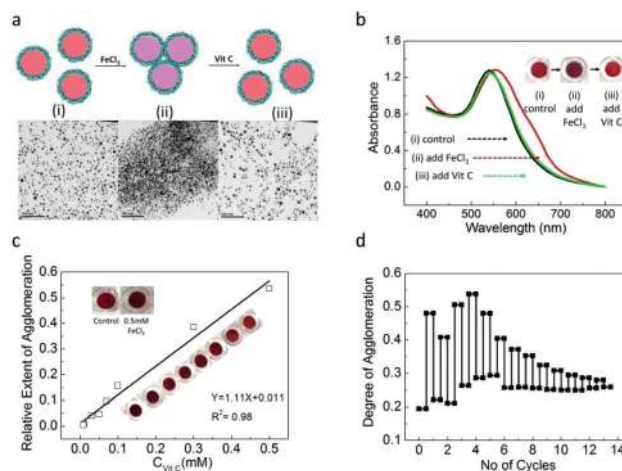 a
FeCl₃
Vit C
(i)
(ii)
(iii)
b
Absorbance
1.6
1.2
0.8
0.4
0.0
400
500
600
700
800
Wavelength (nm)
(i)
control
(ii)
add
FeCl₃
(iii)
add
Vit C
(i) control
(ii) add FeCl₃
(iii) add Vit C
c
Relative Extent of Agglomeration
0.6
0.5
0.4
0.3
0.2
0.1
0.0
Control
0.5mM
FeCl₃
Y=1.11X+0.011
R²= 0.98
0.0
0.1
0.2
0.3
0.4
0.5
C Vit C (mM)
d
Degree of Agglomeration
0.6
0.5
0.4
0.3
0.2
0.1
0
2
4
6
8
10
12
14
No of Cycles